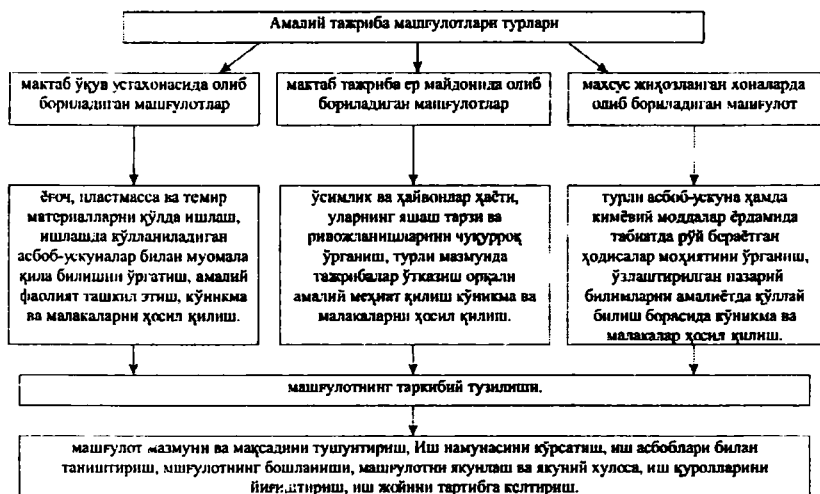 Амалий тажриба машғулотлари турлари
мактаб ўқув устахонасида олиб
бориладиган машғулотлар
мактаб тажриба ер майдонида олиб
бориладиган машғулотлар
махсус жиҳозланган хоналарда
олиб бориладиган машғулот
ёғоч, пластмасса ва темир
материалларни қўлда ишлаш,
ишлашда қўлланиладиган
асбоб-ускуналар билан муомала
қила билишин ўргатиш, амалий
фаолият ташкил этиш, кўникма
ва малакаларни ҳосил қилиш.
ўсимлик ва ҳайвонлар ҳаёти,
уларнинг яшаш тарзи ва
ривожланишларини чуқурроқ
ўрганиш, турли мазмунда
тажрибалар ўтказиш орқали
амалий меҳнат қилиш кўникма ва
малакаларни ҳосил қилиш.
турли асбоб-ускуна ҳамда
кимёвий моддалар ёрдамида
табиатда рўй бераётган
ҳодисалар моҳиятини ўрганиш,
ўзлаштирилган назарий
билимларни амалиётда қўллай
билиш борасида кўникма ва
малакалар ҳосил қилиш.
машғулотнинг таркибий тузилиши.
машғулот мазмуни ва мақсадини тушунтириш, Иш намунасини кўрсатиш, иш асбоблари билан
таништириш, машғулотнинг бошланиши, машғулотни якунлаш ва якуний хулоса, иш қуролларини
йиғиштириш, иш жойини тартибга келтириш.